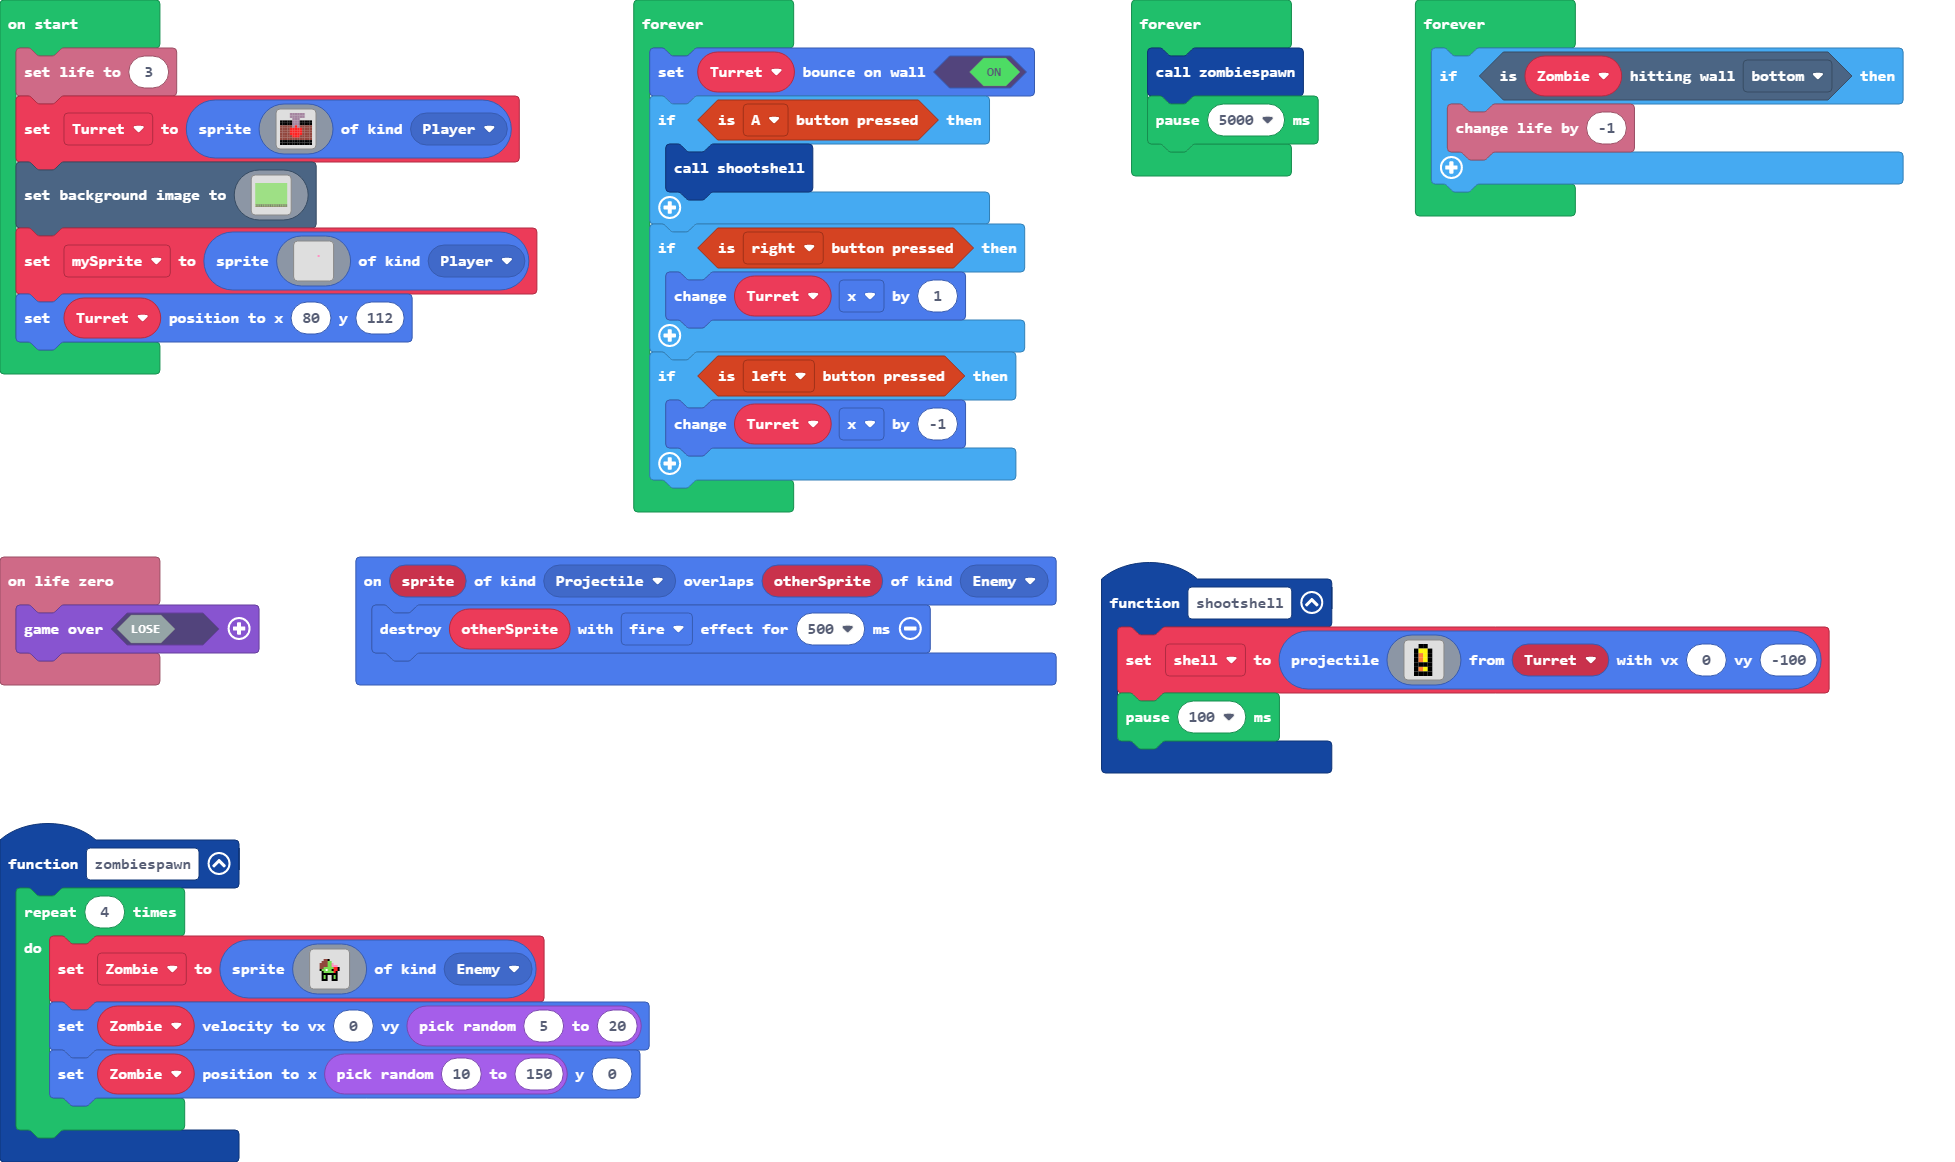 on start
set life to 3
set Turret to sprite of kind Player
set background image to
set mySprite to sprite of kind Player
set Turret position to x 80 y 112
forever
set Turret bounce on wall ON
if is A button pressed then
call shootshell
if is right button pressed then
change Turret x by 1
if is left button pressed then
change Turret x by -1
forever
call zombiespawn
pause 5000 ms
forever
if is Zombie hitting wall bottom then
change life by -1
on life zero
game over LOSE
on sprite of kind Projectile overlaps otherSprite of kind Enemy
destroy otherSprite with fire effect for 500 ms
function shootshell
set shell to projectile from Turret with vx 0 vy -100
pause 100 ms
function zombiespawn
repeat 4 times
do
set Zombie to sprite of kind Enemy
set Zombie velocity to vx 0 vy pick random 5 to 20
set Zombie position to x pick random 10 to 150 y 0